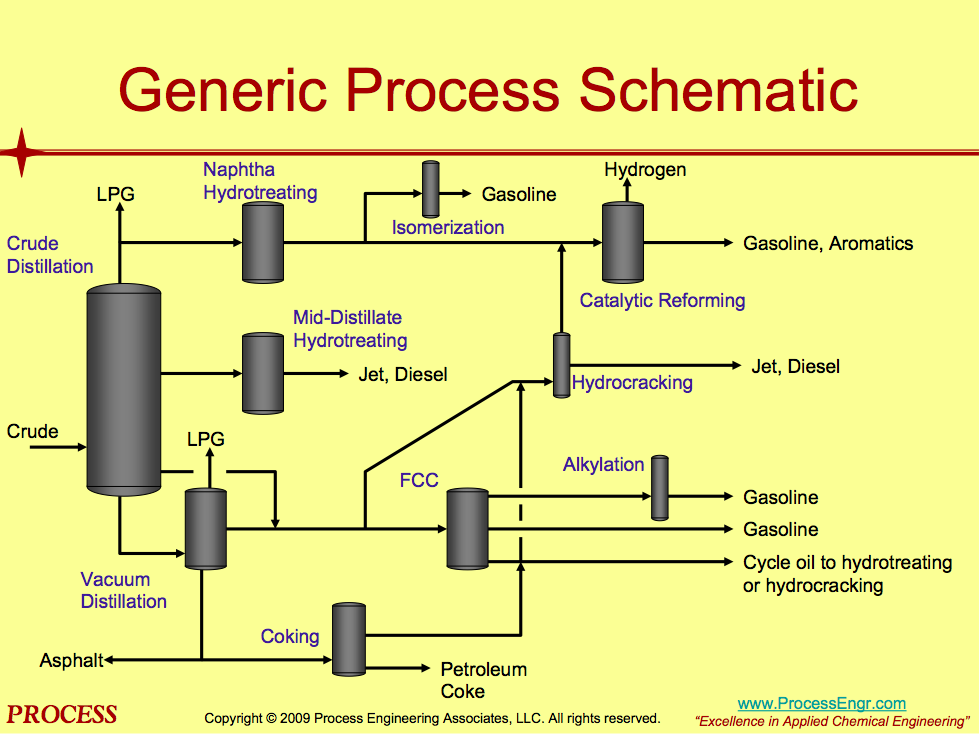 Generic Process Schematic
Naphtha
Hydrotreating
LPG
Gasoline
Hydrogen
Isomerization
Crude
Distillation
Gasoline, Aromatics
Catalytic Reforming
Mid-Distillate
Hydrotreating
Jet, Diesel
Jet, Diesel
Hydrocracking
Crude
LPG
FCC
Alkylation
Gasoline
Gasoline
Cycle oil to hydrotreating
or hydrocracking
Vacuum
Distillation
Coking
Asphalt
Petroleum
Coke
PROCESS
Copyright © 2009 Process Engineering Associates, LLC. All rights reserved.
www.ProcessEngr.com
“Excellence in Applied Chemical Engineering”